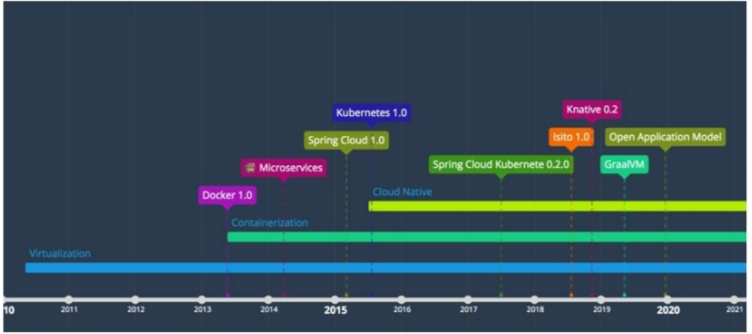 Knative 0.2
Kubernetes 1.0
Spring Cloud 1.0
Isito 1.0
Open Application Model
Microservices
Spring Cloud Kubernete 0.2.0
GraalVM
Docker 1.0
Cloud Native
Containerization
Virtualization
10 2011 2012 2013 2014 2015 2016 2017 2018 2019 2020 2021